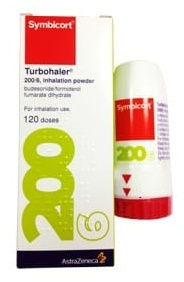 Symbicort®
Turbohaler®
200/6, inhalation powder
budesonide/formoterol
fumarate dihydrate
For inhalation use.
120 doses
200
6
AstraZeneca
Symbicort
200